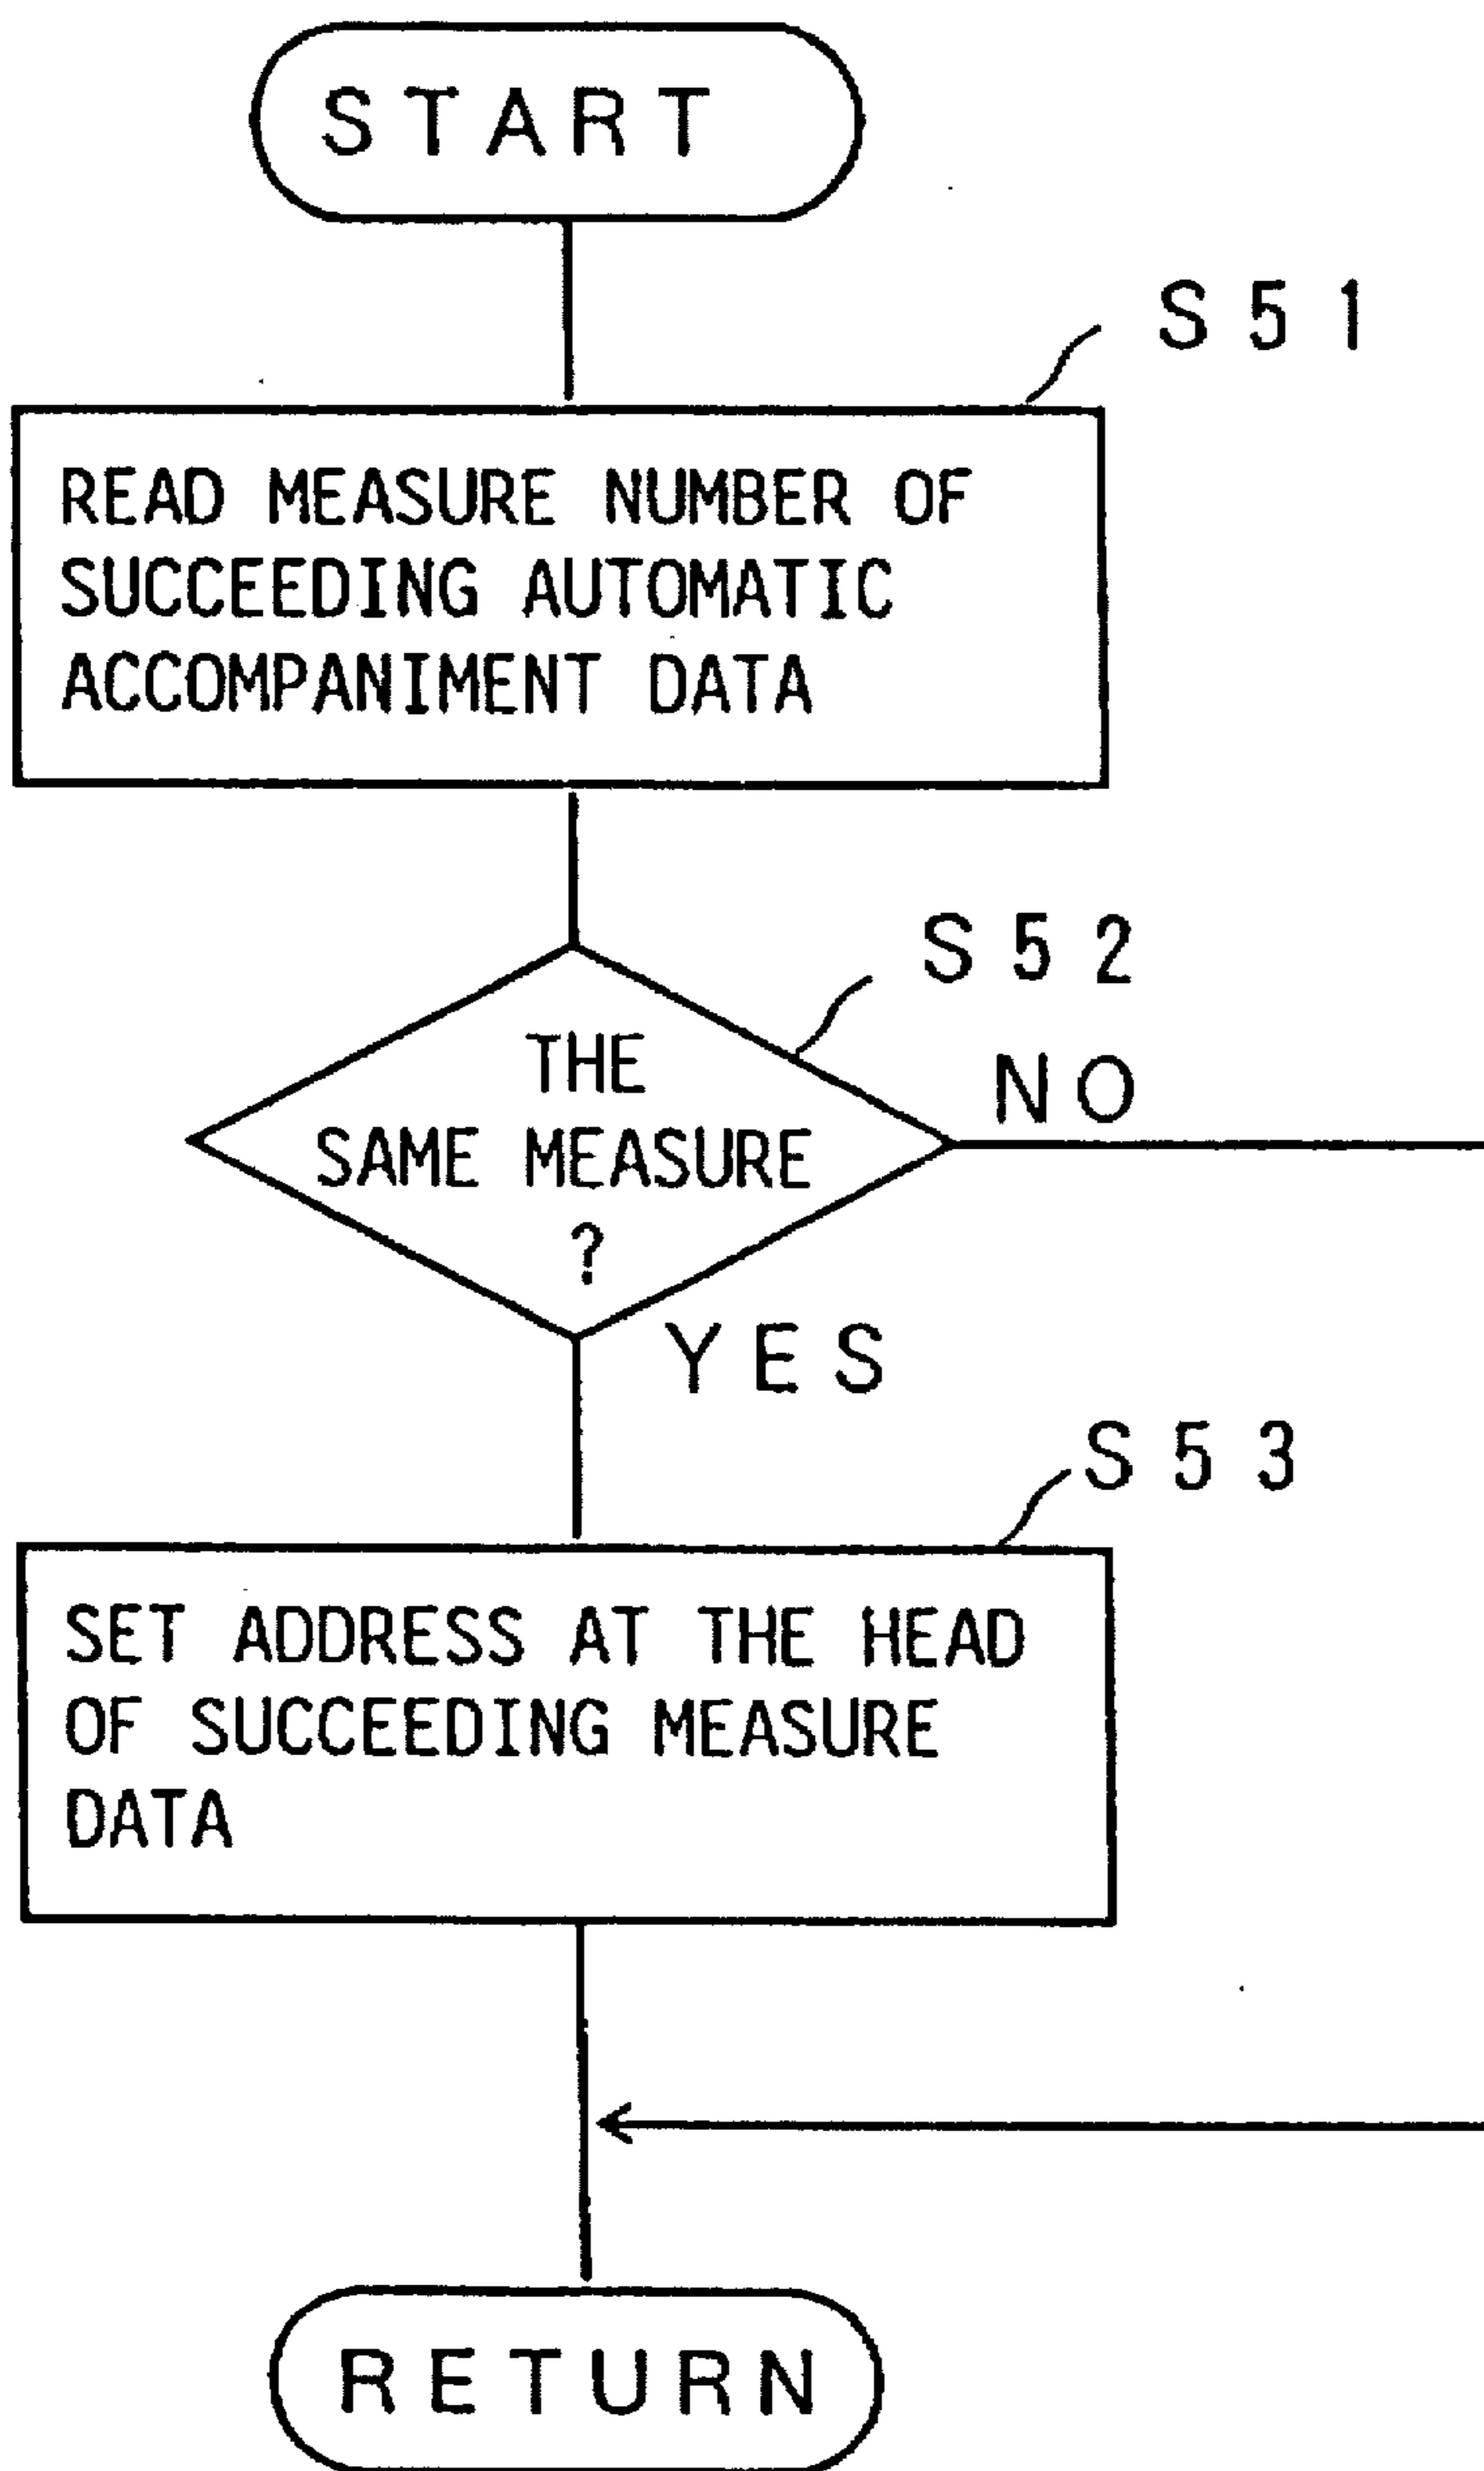 START
S51
READ MEASURE NUMBER OF
SUCCEEDING AUTOMATIC
ACCOMPANIMENT DATA
S52
THE
SAME MEASURE
?
NO
YES
S53
SET ADDRESS AT THE HEAD
OF SUCCEEDING MEASURE
DATA
RETURN